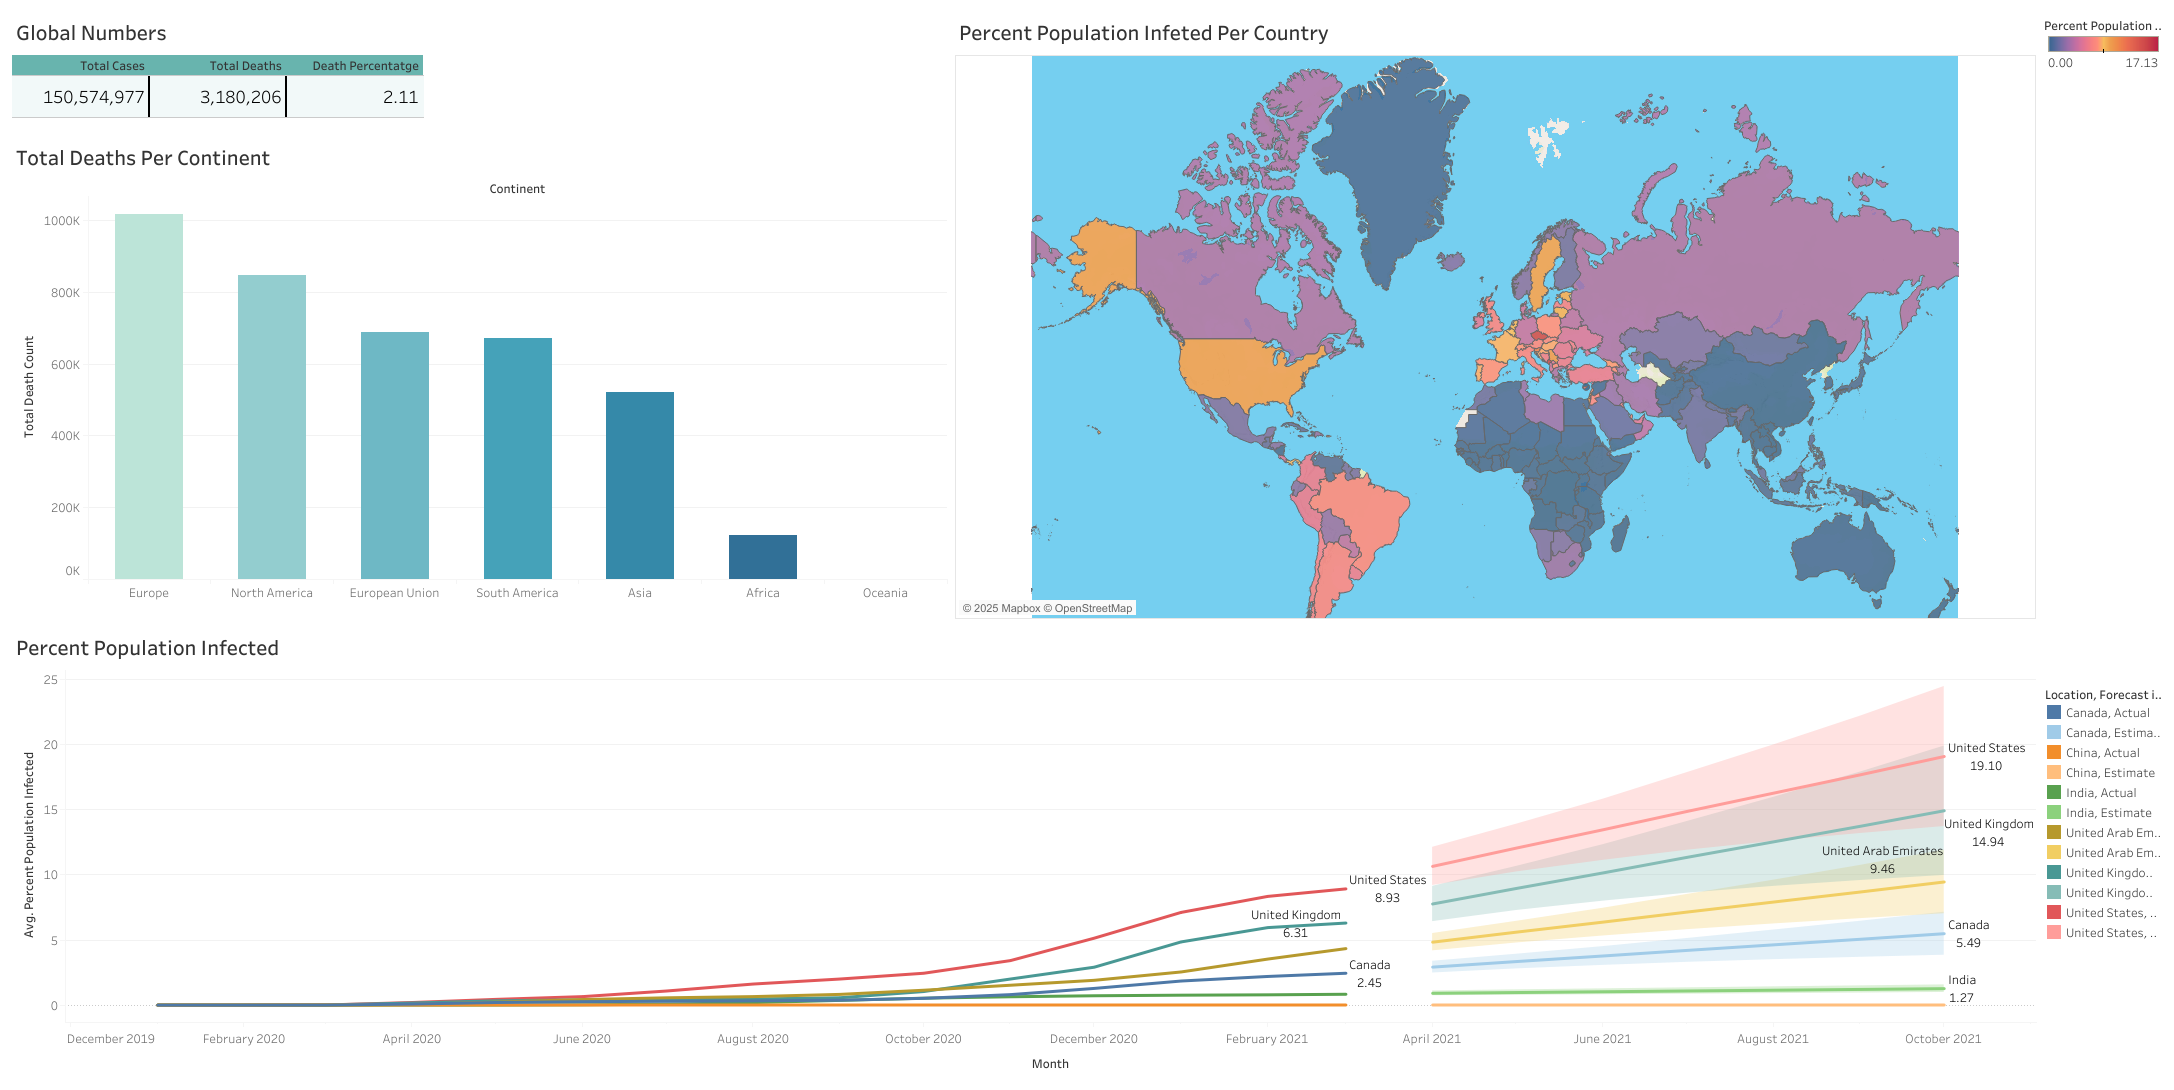 Global Numbers
Total Cases Total Deaths Death Percentatge
150,574,977 3,180,206 2.11
Total Deaths Per Continent
Continent
Total Death Count
1000K
800K
600K
400K
200K
0K
Europe North America European Union South America Asia Africa Oceania
Percent Population Infeted Per Country
© 2025 Mapbox © OpenStreetMap
Percent Population ..
0.00 17.13
Percent Population Infected
Avg. Percent Population Infected
25
20
15
10
5
0
United States
8.93
United Kingdom
6.31
Canada
2.45
United States
19.10
United Kingdom
14.94
United Arab Emirates
9.46
Canada
5.49
India
1.27
December 2019 February 2020 April 2020 June 2020 August 2020 October 2020 December 2020 February 2021 April 2021 June 2021 August 2021 October 2021
Month
Location, Forecast i..
Canada, Actual
Canada, Estima..
China, Actual
China, Estimate
India, Actual
India, Estimate
United Arab Em..
United Arab Em..
United Kingdo..
United Kingdo..
United States, ..
United States, ..